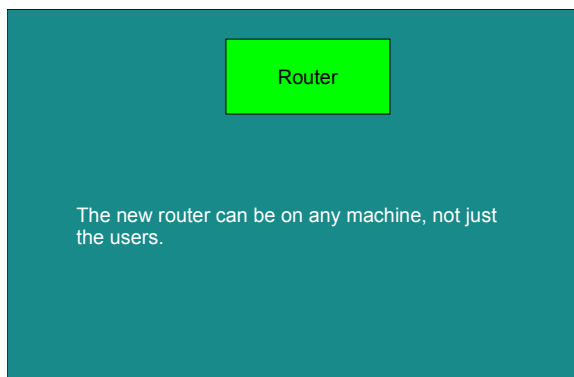 Router
The new router can be on any machine, not just
the users.